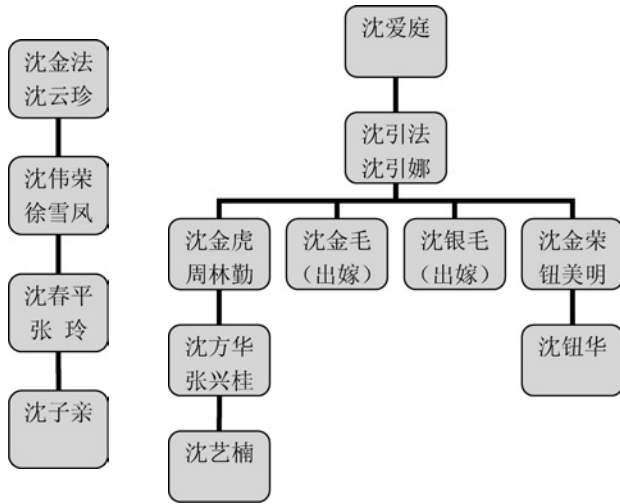 沈金法
沈云珍
沈伟荣
徐雪凤
沈春平
张 玲
沈子亲
沈爱庭
沈引法
沈引娜
沈金虎
周林勤
沈金毛
（出嫁）
沈银毛
（出嫁）
沈金荣
钮美明
沈方华
张兴桂
沈钮华
沈艺楠